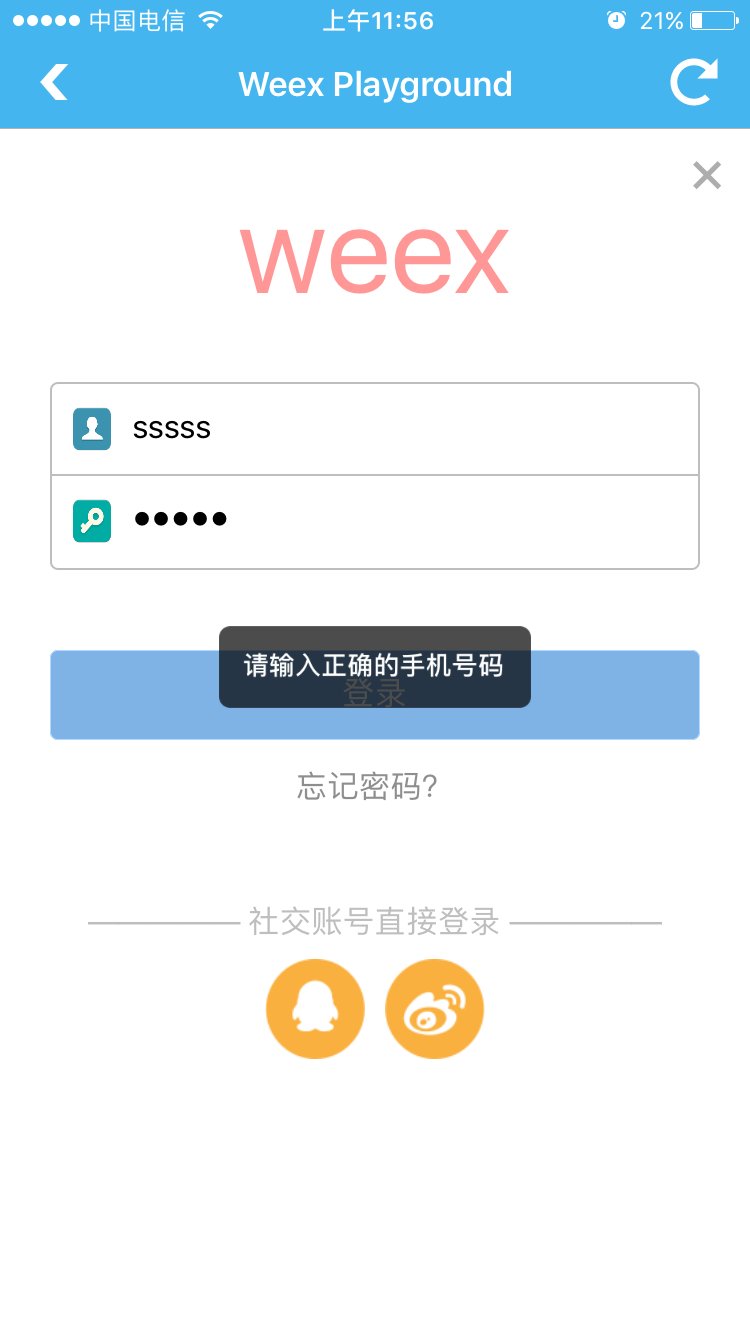 中国电信 上午11:56 21%
Weex Playground
weex
sssss
•••••
请输入正确的手机号码
登录
忘记密码?
社交账号直接登录